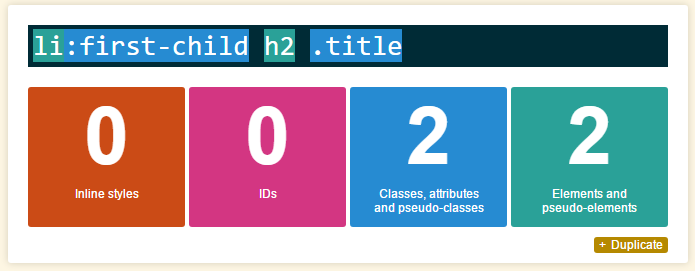 li:first-child h2 .title
0 0 2 2
Inline styles IDs Classes, attributes Elements and
and pseudo-classes pseudo-elements
+ Duplicate